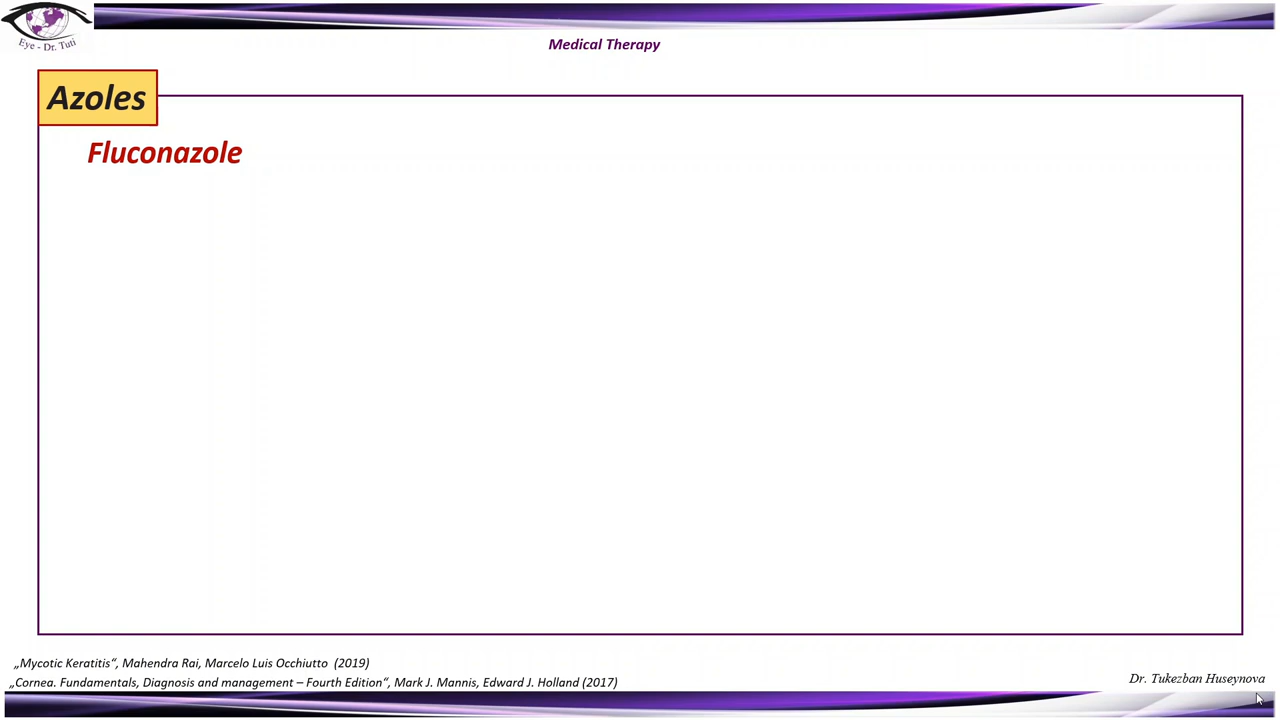 Eye - Dr. Tuti
Medical Therapy
Azoles
Fluconazole
„Mycotic Keratitis“, Mahendra Rai, Marcelo Luis Occhiutto (2019)
„Cornea. Fundamentals, Diagnosis and management – Fourth Edition“, Mark J. Mannis, Edward J. Holland (2017)
Dr. Tukezban Huseynova